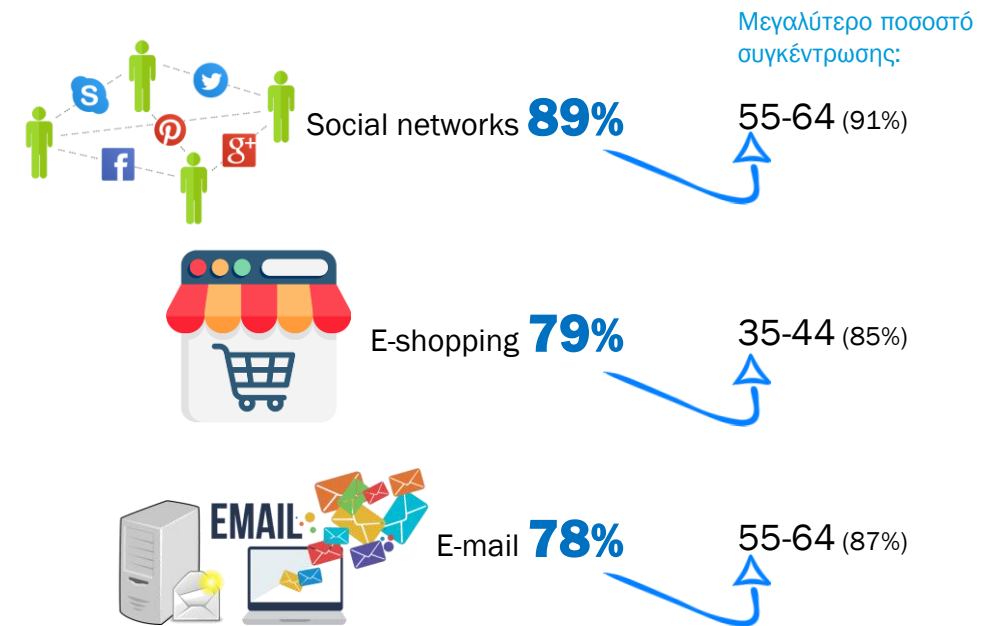 Μεγαλύτερο ποσοστό
συγκέντρωσης:
Social networks 89% 55-64 (91%)
E-shopping 79% 35-44 (85%)
EMAIL
E-mail 78% 55-64 (87%)